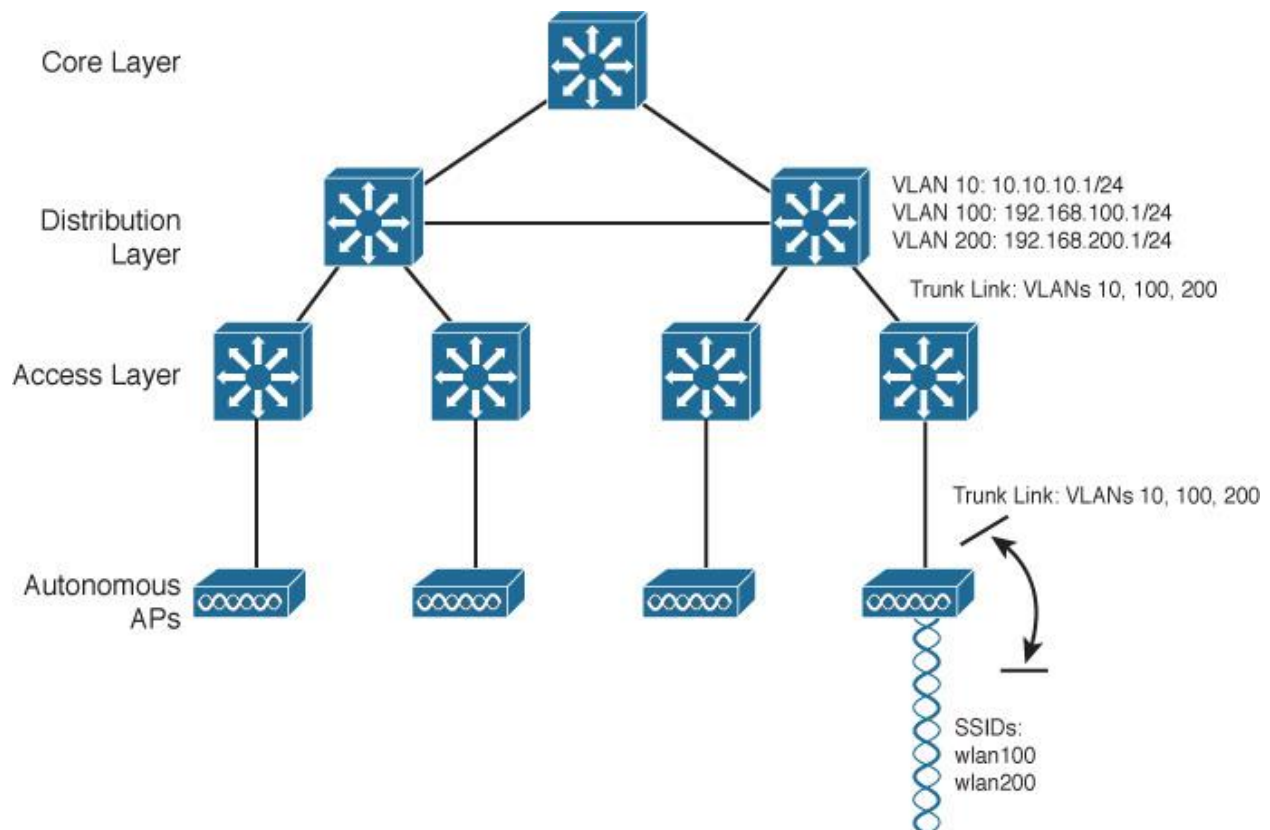 Core Layer
VLAN 10: 10.10.10.1/24
VLAN 100: 192.168.100.1/24
VLAN 200: 192.168.200.1/24
Distribution
Layer
Trunk Link: VLANs 10, 100, 200
Access Layer
Trunk Link: VLANs 10, 100, 200
Autonomous
APs
SSIDs:
wlan100
wlan200